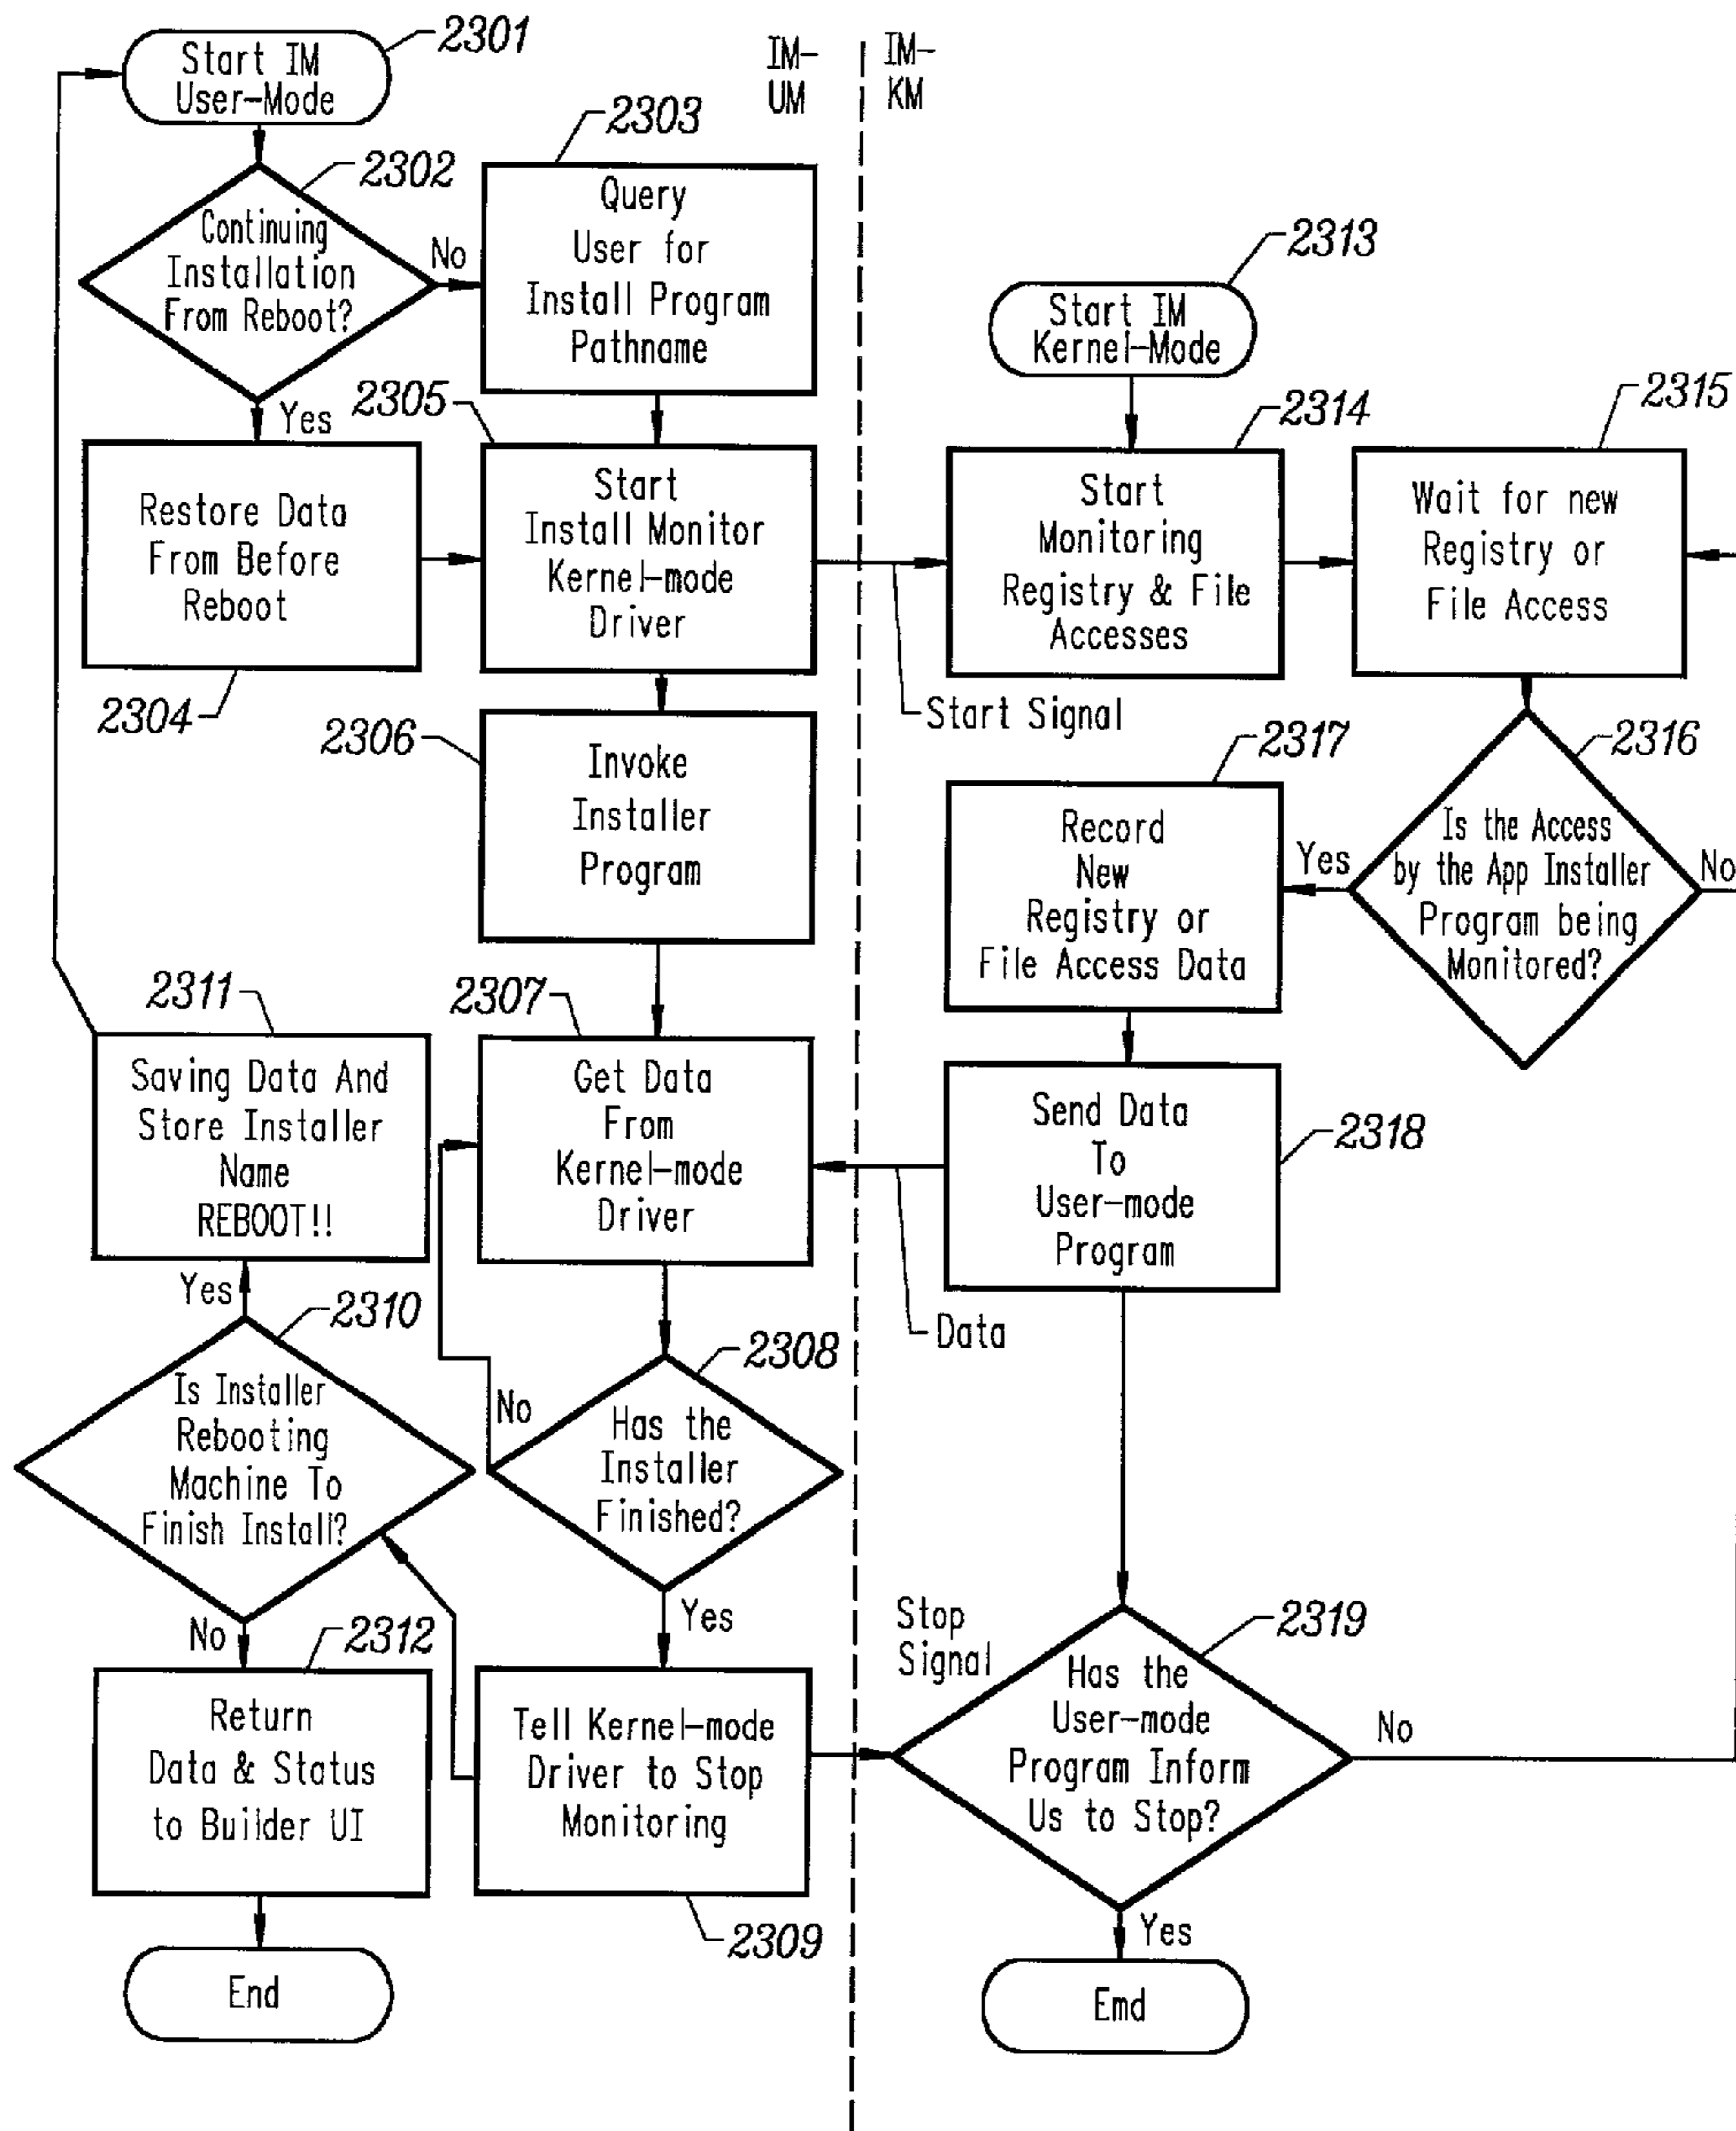 Start IM
User-Mode
2301
IM-
UM
IM-
KM
2302
Continuing
Installation
From Reboot?
No
Yes
2303
Query
User for
Install Program
Pathname
2304
Restore Data
From Before
Reboot
2305
Start
Install Monitor
Kernel-mode
Driver
Start Signal
2306
Invoke
Installer
Program
2307
Get Data
From
Kernel-mode
Driver
Data
2308
Has the
Installer
Finished?
No
Yes
2309
Tell Kernel-mode
Driver to Stop
Monitoring
Stop
Signal
2310
Is Installer
Rebooting
Machine To
Finish Install?
Yes
No
2311
Saving Data And
Store Installer
Name
REBOOT!!
2312
Return
Data & Status
to Builder UI
End
2313
Start IM
Kernel-Mode
2314
Start
Monitoring
Registry & File
Accesses
2315
Wait for new
Registry or
File Access
2316
Is the Access
by the App Installer
Program being
Monitored?
Yes
No
2317
Record
New
Registry or
File Access Data
2318
Send Data
To
User-mode
Program
2319
Has the
User-mode
Program Inform
Us to Stop?
No
Yes
Emd